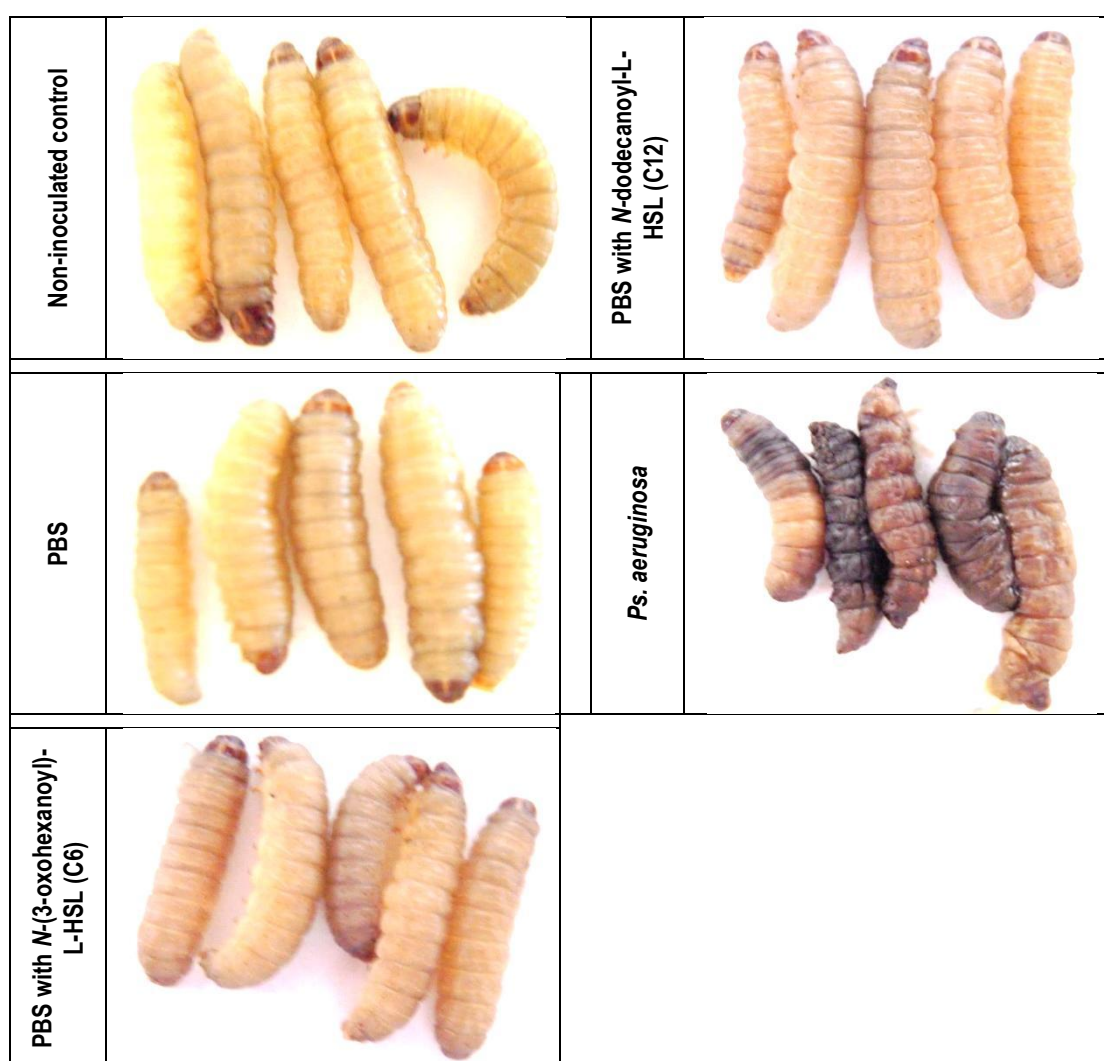 Non-inoculated control
PBS with N-dodecanoyl-L-
HSL (C12)
PBS
Ps. aeruginosa
PBS with N-(3-oxohexanoyl)-
L-HSL (C6)